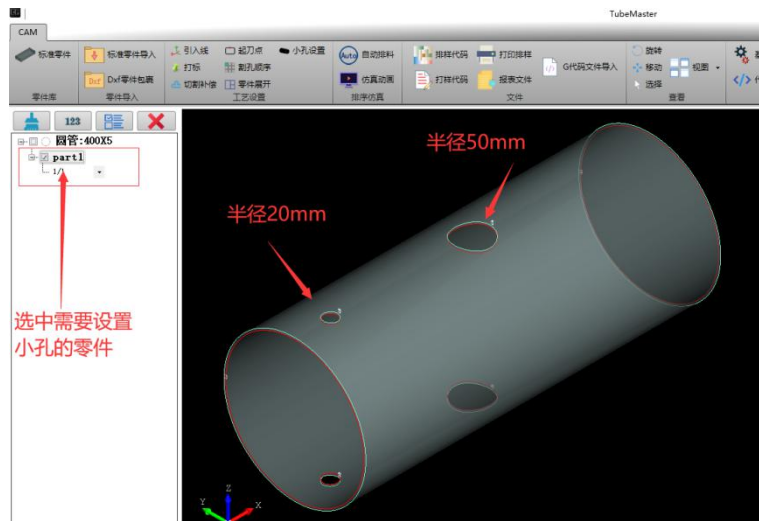 TubeMaster
CAM
标准零件
标准零件导入
Dxf
Dxf零件包裹
引入线
起刀点
小孔设置
打标
割孔顺序
切割补偿
零件展开
Auto
自动排料
仿真动画
排样代码
打印排样
打样代码
报表文件
G代码文件导入
旋转
移动
选择
视图
零件库
零件导入
工艺设置
排序仿真
文件
查看
123
圆管:400X5
part1
1/1
半径50mm
半径20mm
选中需要设置
小孔的零件
Z
Y
X